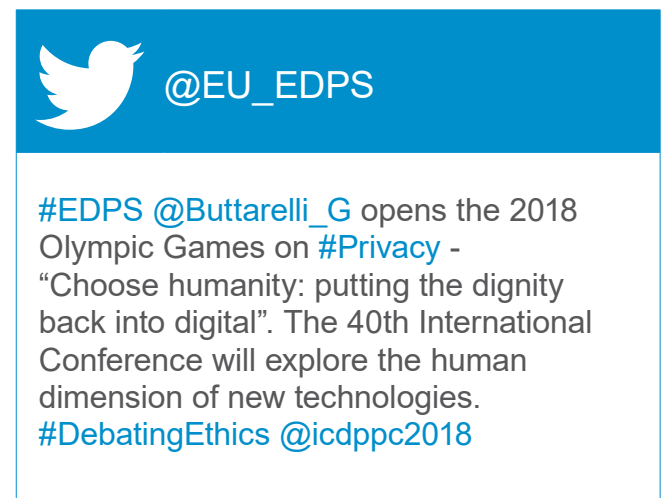 @EU_EDPS
#EDPS @Buttarelli_G opens the 2018
Olympic Games on #Privacy -
“Choose humanity: putting the dignity
back into digital”. The 40th International
Conference will explore the human
dimension of new technologies.
#DebatingEthics @icdppc2018